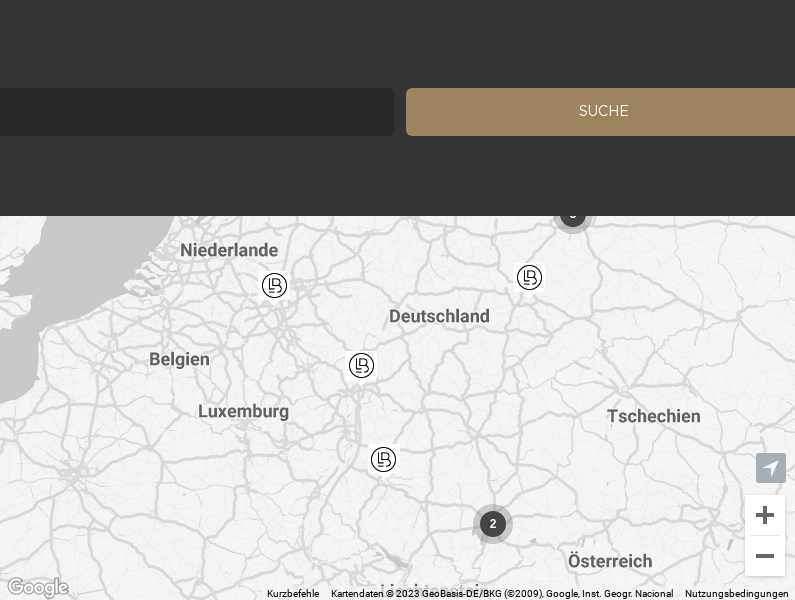 SUCHE
Niederlande
Deutschland
Belgien
Luxemburg
Tschechien
2
Österreich
Google
Kurzbefehle
Kartendaten © 2023 GeoBasis-DE/BKG (©2009), Google, Inst. Geogr. Nacional
Nutzungsbedingungen